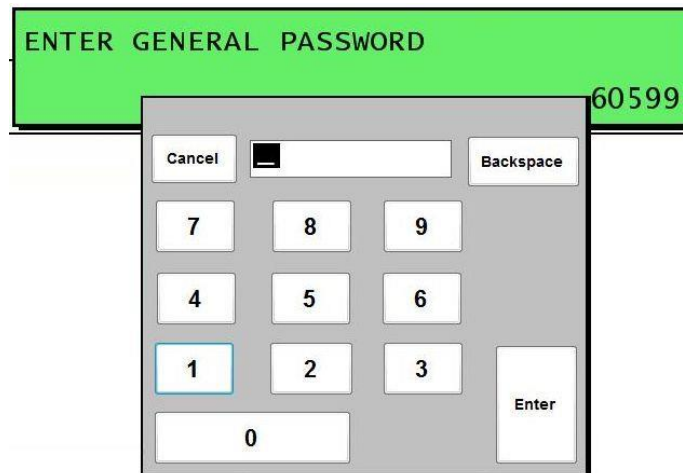 ENTER GENERAL PASSWORD
60599
Cancel
Backspace
7 8 9
4 5 6
1 2 3
Enter
0